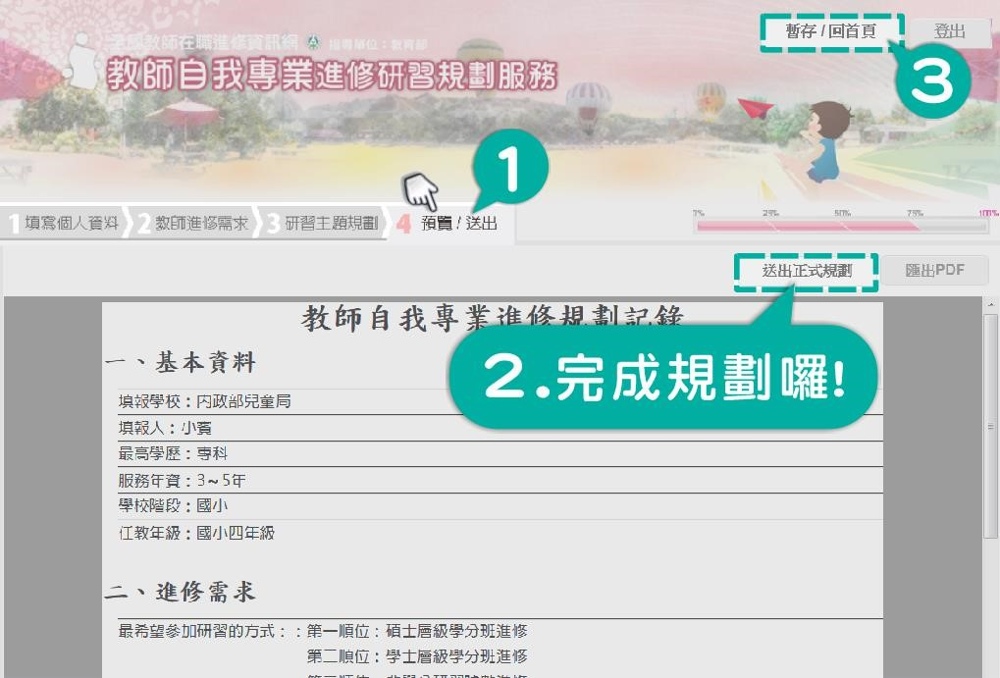 暫存 / 回首頁
登出
3
全國教師在職進修資訊網 指導單位：教育部
教師自我專業進修研習規劃服務
1
1 填寫個人資料
2 教師進修需求
3 研習主題規劃
4 預覽 / 送出
25% 50% 75% 100%
送出正式規劃
匯出PDF
教師自我專業進修規劃記錄
2.完成規劃囉!
一、基本資料
填報學校：內政部兒童局
填報人：小賓
最高學歷：專科
服務年資：3~5年
學校階段：國小
任教年級：國小四年級
二、進修需求
最希望參加研習的方式：：第一順位：碩士層級學分班進修
第二順位：學士層級學分班進修